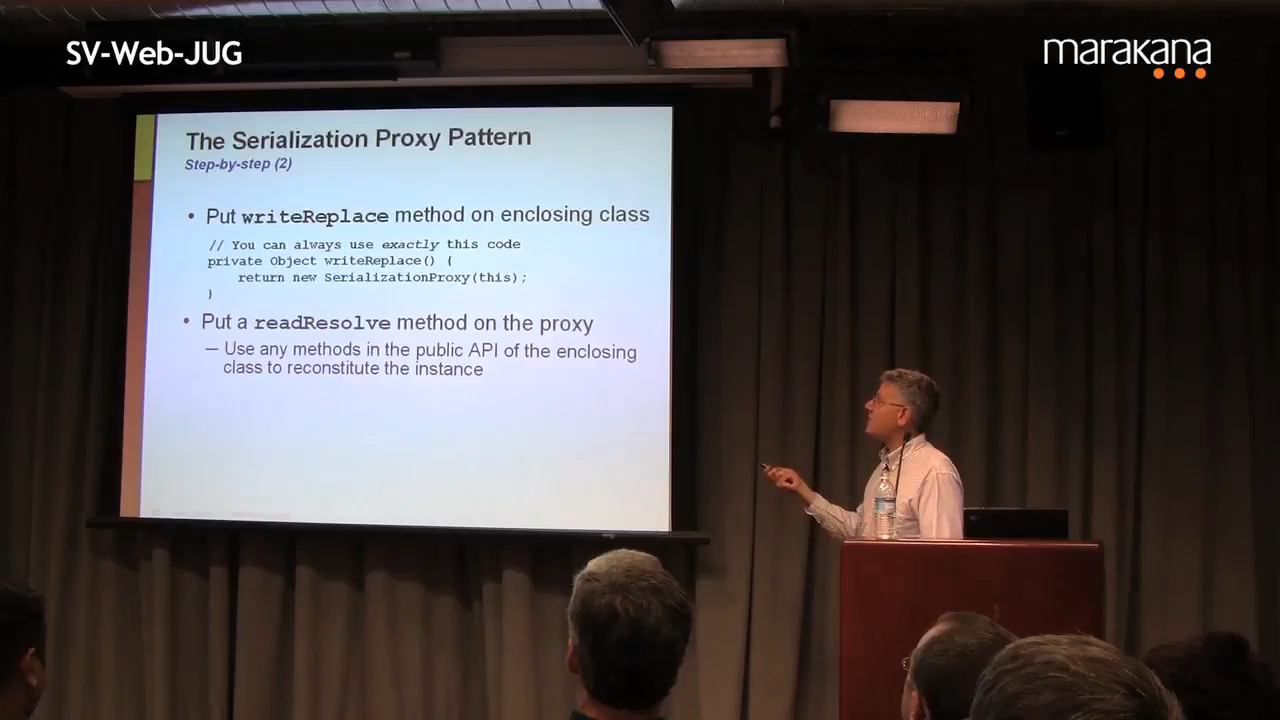 SV-Web-JUG
marakana
The Serialization Proxy Pattern
Step-by-step (2)
• Put writeReplace method on enclosing class
// You can always use exactly this code
private Object writeReplace() {
return new SerializationProxy(this);
}
• Put a readResolve method on the proxy
– Use any methods in the public API of the enclosing
class to reconstitute the instance